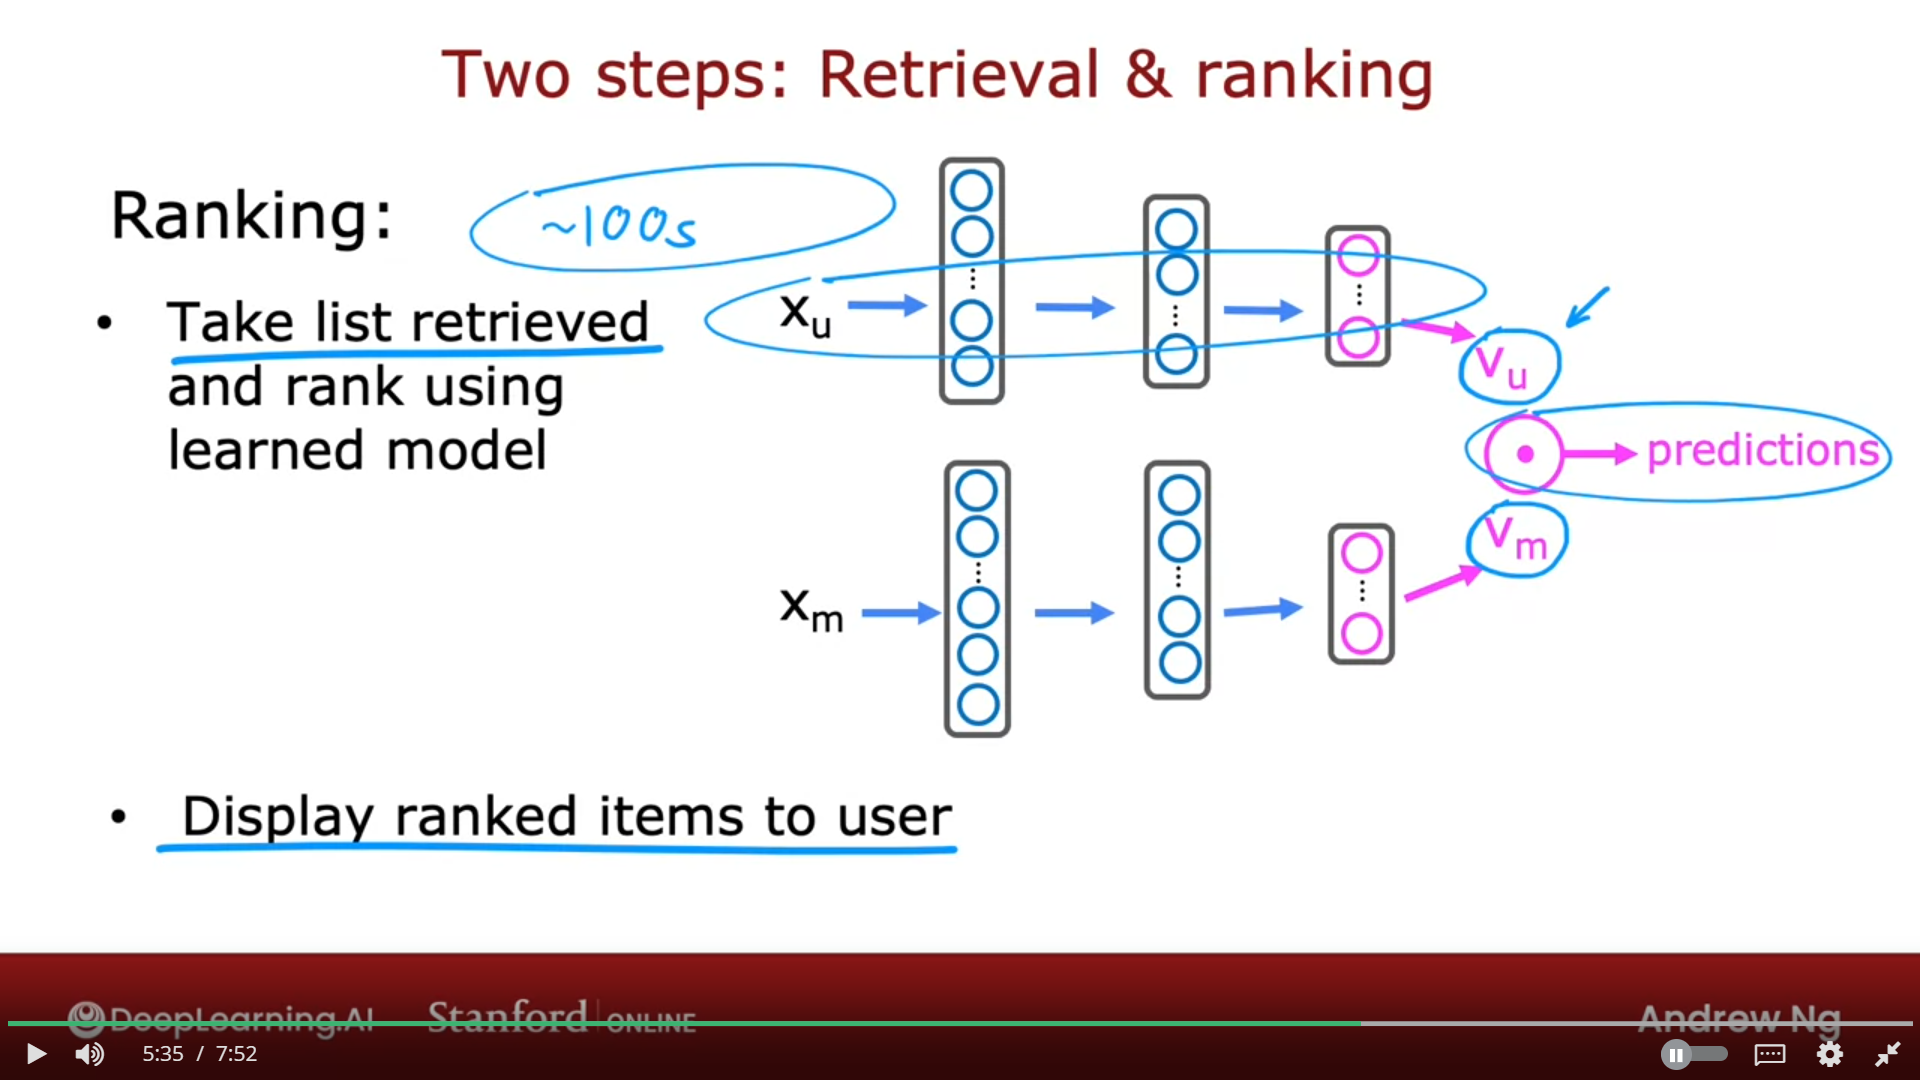 Two steps: Retrieval & ranking
Ranking:
~100s
• Take list retrieved
and rank using
learned model
xu
vu
predictions
vm
xm
• Display ranked items to user
DeepLearning.AI
Stanford ONLINE
Andrew Ng
5:35 / 7:52